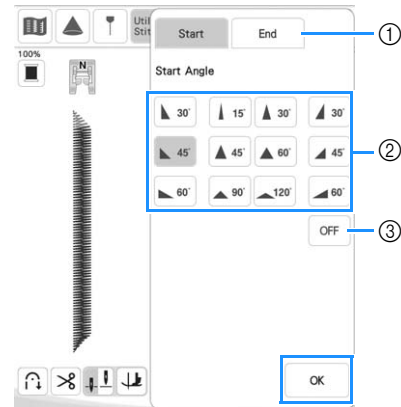 Utili
Stit
Start
End
①
100%
N
Start Angle
30°
15°
30°
30°
45°
45°
60°
45°
②
60°
90°
120°
60°
OFF
③
OK